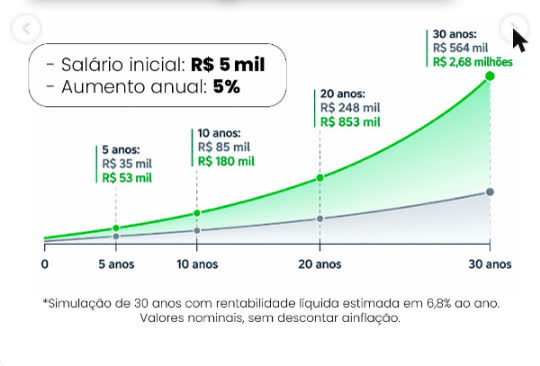 - Salário inicial: R$ 5 mil
- Aumento anual: 5%
30 anos:
R$ 564 mil
R$ 2,68 milhões
20 anos:
R$ 248 mil
R$ 853 mil
10 anos:
R$ 85 mil
R$ 180 mil
5 anos:
R$ 35 mil
R$ 53 mil
0
5 anos
10 anos
20 anos
30 anos
*Simulação de 30 anos com rentabilidade líquida estimada em 6,8% ao ano.
Valores nominais, sem descontar ainflação.